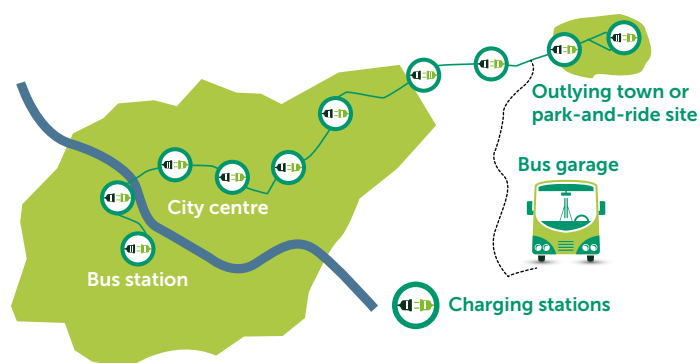 Outlying town or
park-and-ride site
Bus garage
City centre
Bus station
Charging stations